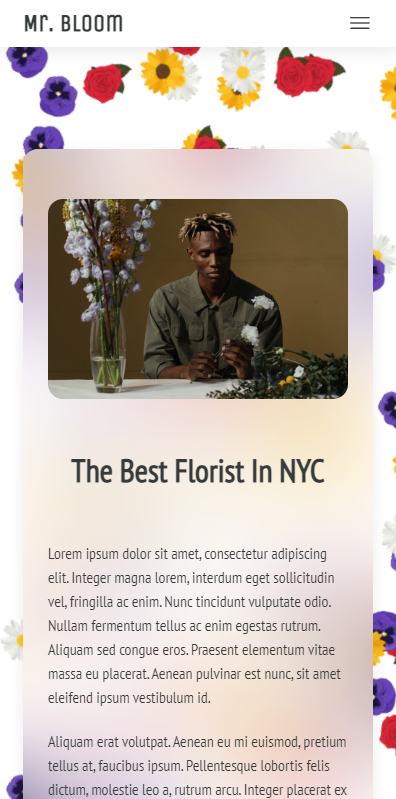 Mr. BLOOM
The Best Florist In NYC
Lorem ipsum dolor sit amet, consectetur adipiscing
elit. Integer magna lorem, interdum eget sollicitudin
vel, fringilla ac enim. Nunc tincidunt vulputate odio.
Nullam fermentum tellus ac enim egestas rutrum.
Aliquam sed congue eros. Praesent elementum vitae
massa eu placerat. Aenean pulvinar est nunc, sit amet
eleifend ipsum vestibulum id.
Aliquam erat volutpat. Aenean eu mi euismod, pretium
tellus at, faucibus ipsum. Pellentesque lobortis felis
dictum, molestie leo a, rutrum arcu. Integer placerat ex